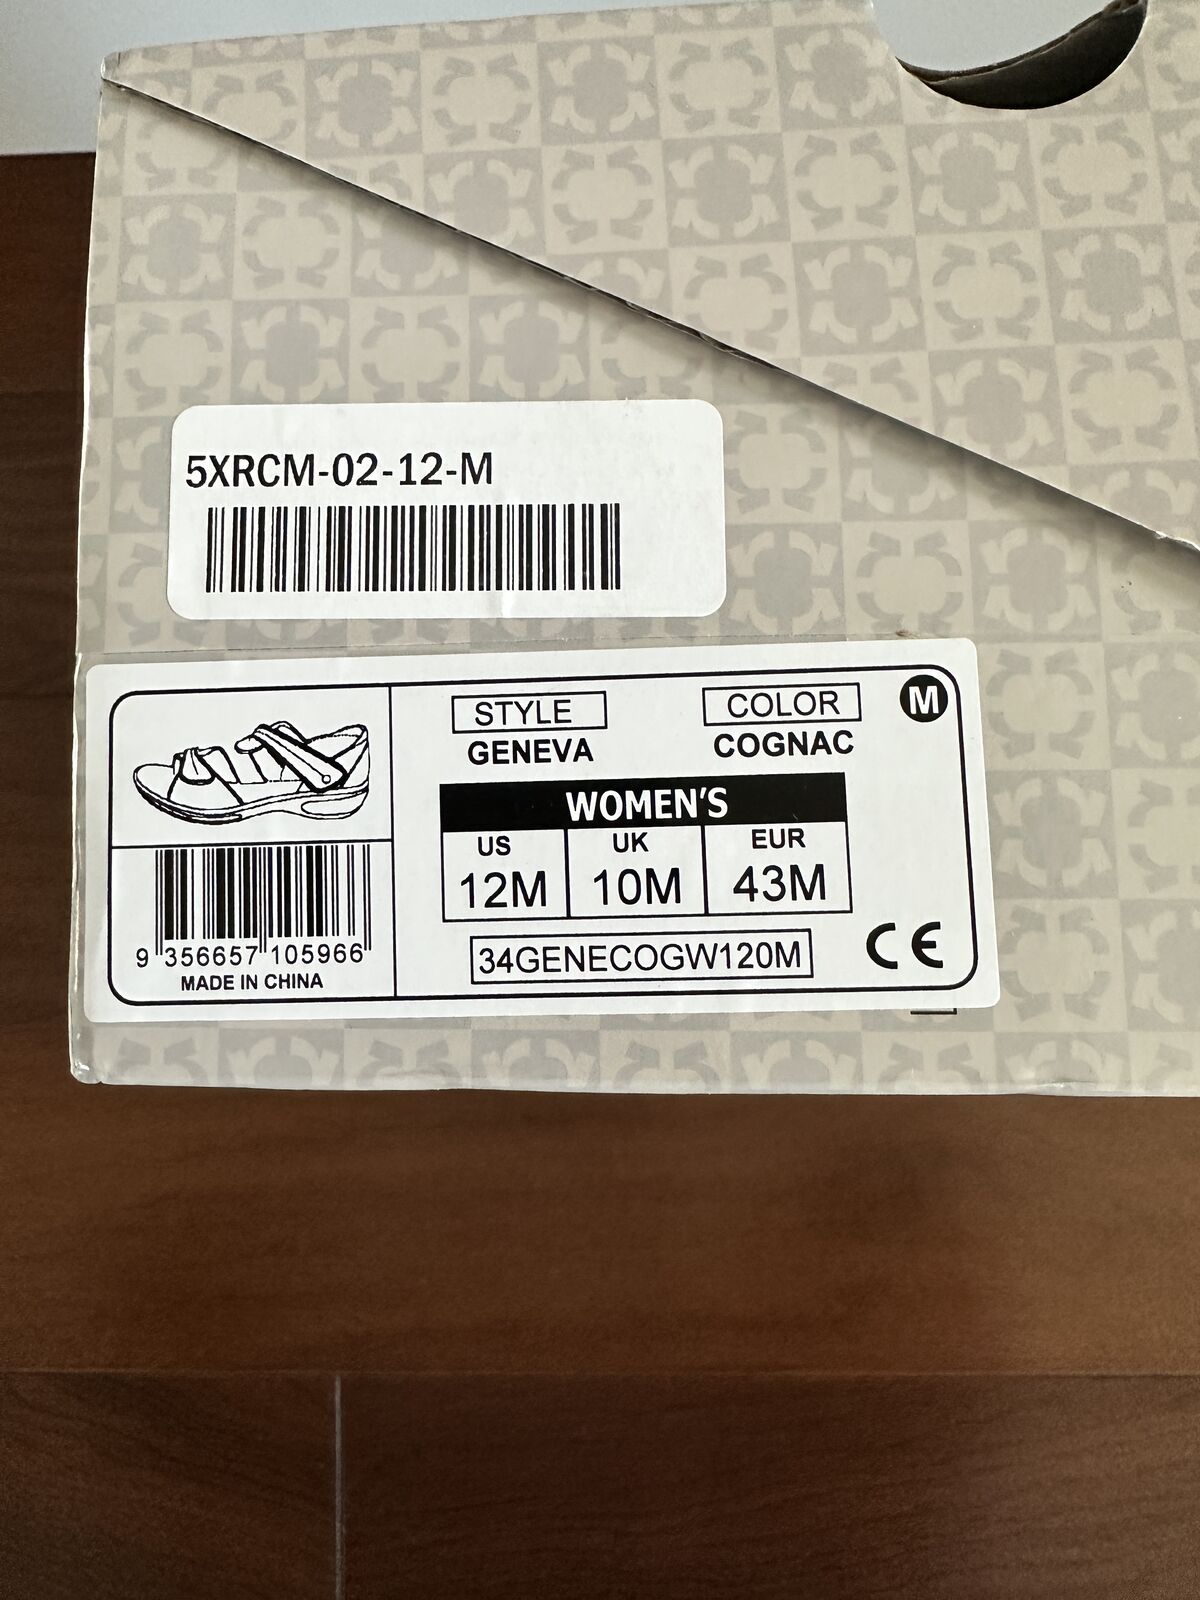 5XRCM-02-12-M
STYLE
GENEVA
COLOR
COGNAC
M
WOMEN'S
US UK EUR
12M 10M 43M
34GENECOGW120M
CE
9 356657 105966
MADE IN CHINA